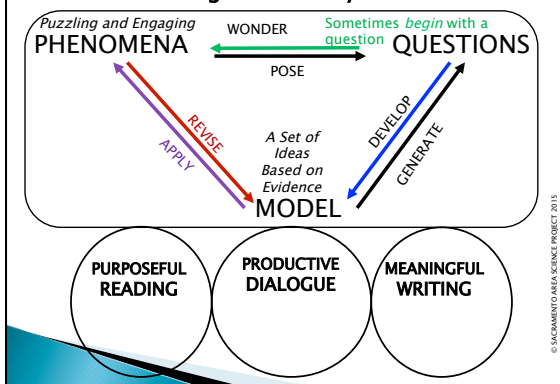 Puzzling and Engaging
PHENOMENA
WONDER
Sometimes begin with a
question
QUESTIONS
POSE
REVISE
APPLY
A Set of
Ideas
Based on
Evidence
MODEL
DEVELOP
GENERATE
PURPOSEFUL
READING
PRODUCTIVE
DIALOGUE
MEANINGFUL
WRITING
© SACRAMENTO AREA SCIENCE PROJECT 2015